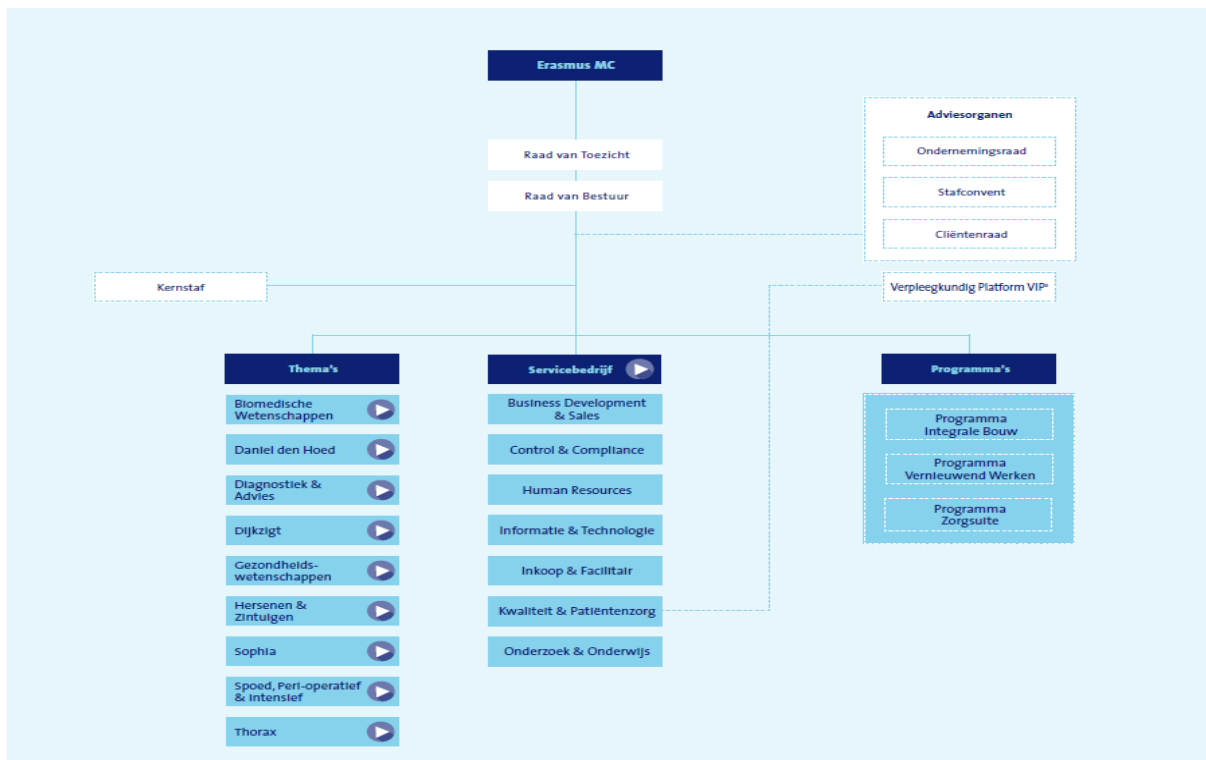 Erasmus MC
Raad van Toezicht
Raad van Bestuur
Adviesorganen
Ondernemingsraad
Stafconvent
Cliëntenraad
Kernstaf
Verpleegkundig Platform VIP²
Thema's
Biomedische
Wetenschappen
Daniel den Hoed
Diagnostiek &
Advies
Dijkzigt
Gezondheids-
wetenschappen
Hersenen &
Zintuigen
Sophia
Spoed, Peri-operatief
& Intensief
Thorax
Servicebedrijf
Business Development
& Sales
Control & Compliance
Human Resources
Informatie & Technologie
Inkoop & Facilitair
Kwaliteit & Patiëntenzorg
Onderzoek & Onderwijs
Programma's
Programma
Integrale Bouw
Programma
Vernieuwend Werken
Programma
Zorgsuite